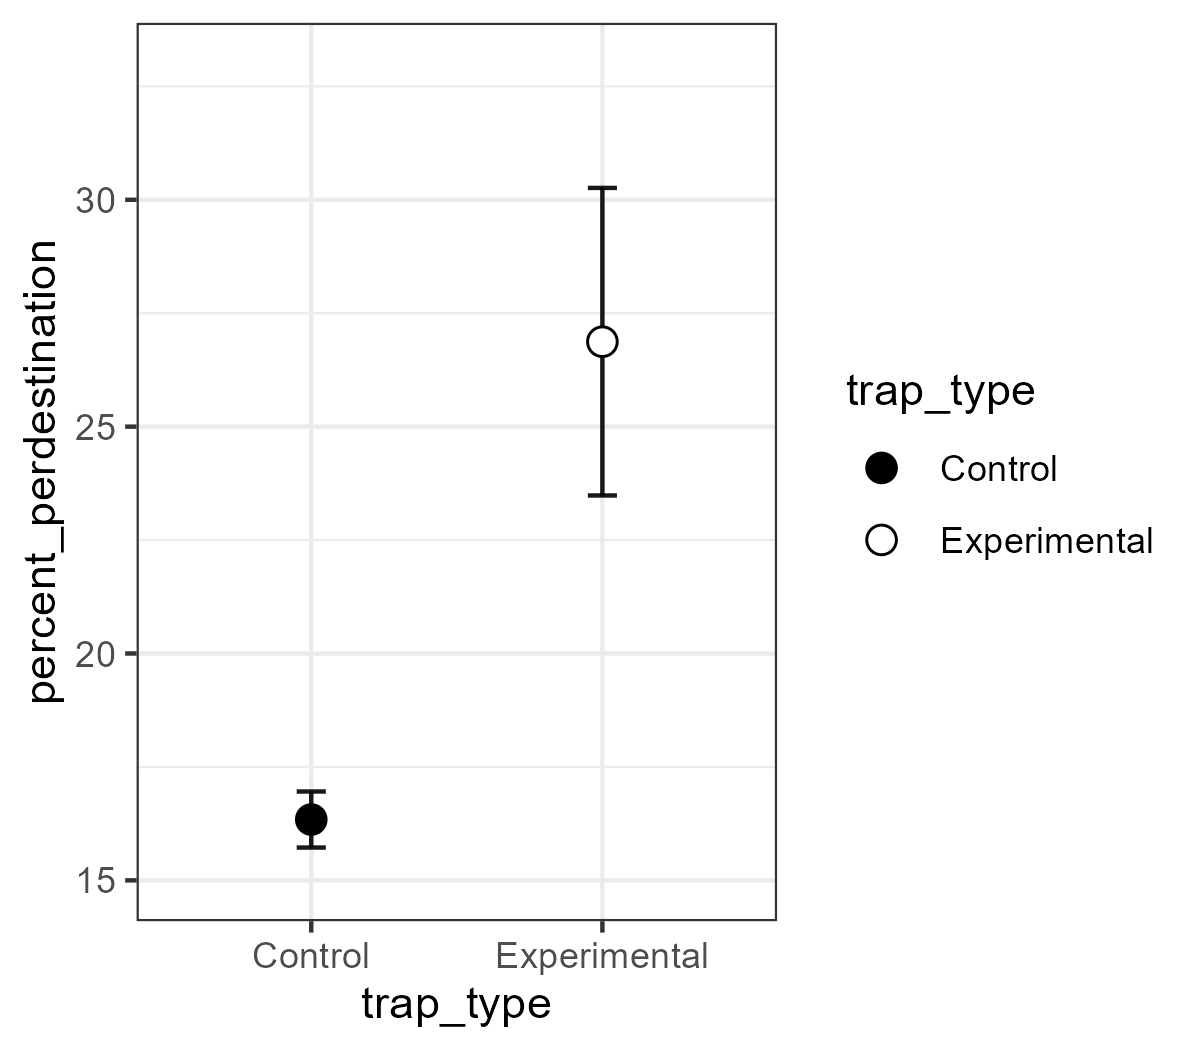 percent_perdestination
30
25
20
15
Control
Experimental
trap_type
trap_type
Control
Experimental